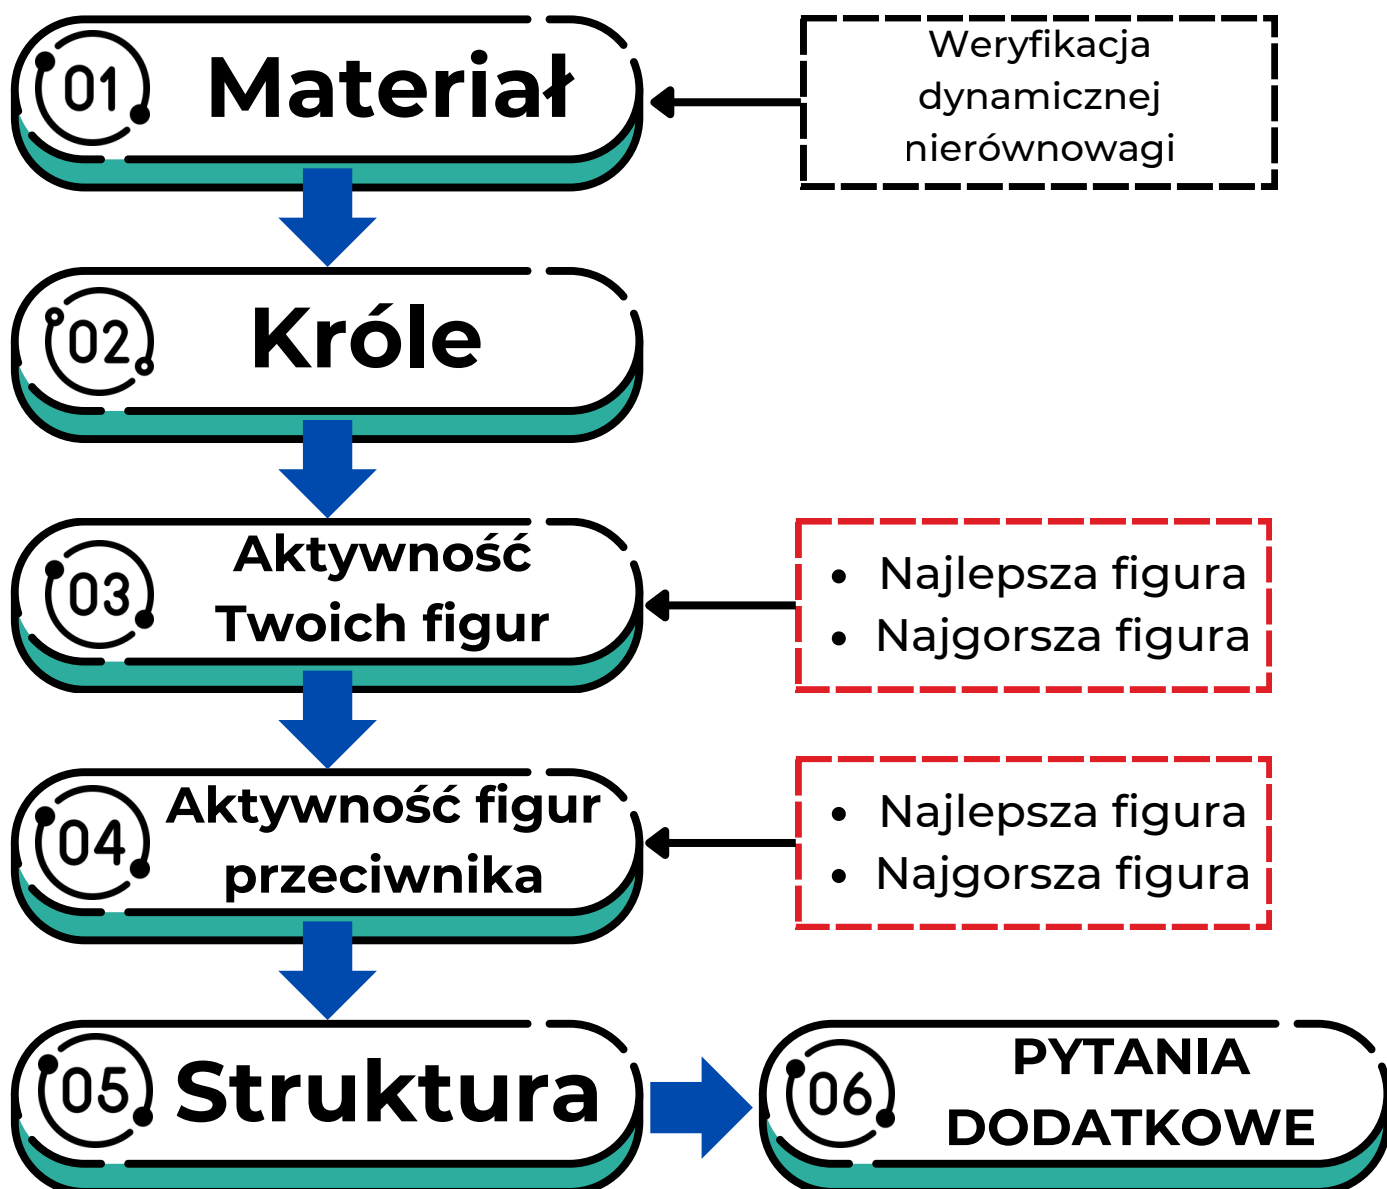 01
Materiał
Weryfikacja
dynamicznej
nierównowagi
02
Króle
03
Aktywność
Twoich figur
• Najlepsza figura
• Najgorsza figura
04
Aktywność figur
przeciwnika
• Najlepsza figura
• Najgorsza figura
05
Struktura
06
PYTANIA
DODATKOWE